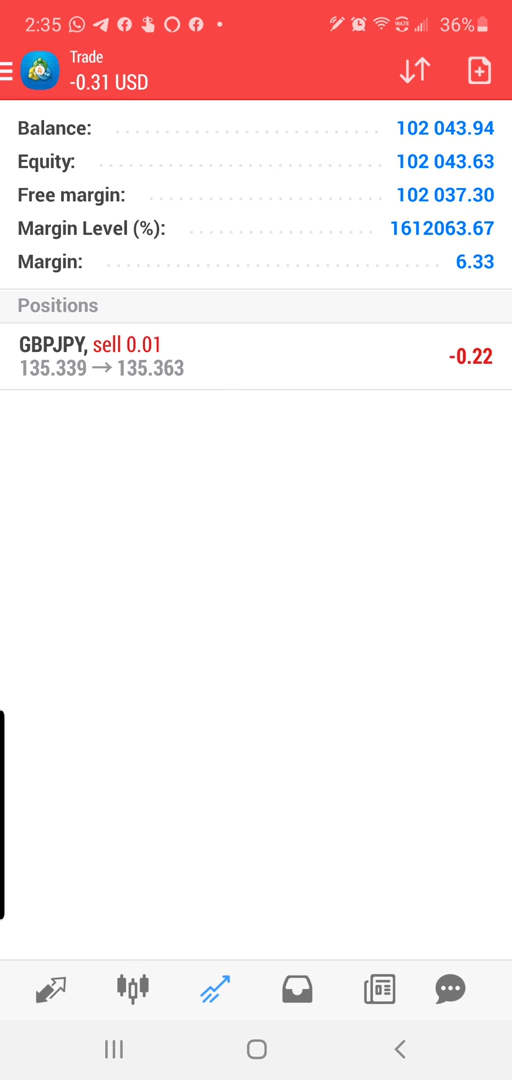 2:35 36%
Trade
-0.31 USD
Balance: 102 043.94
Equity: 102 043.63
Free margin: 102 037.30
Margin Level (%): 1612063.67
Margin: 6.33
Positions
GBPJPY, sell 0.01
135.339 → 135.363 -0.22